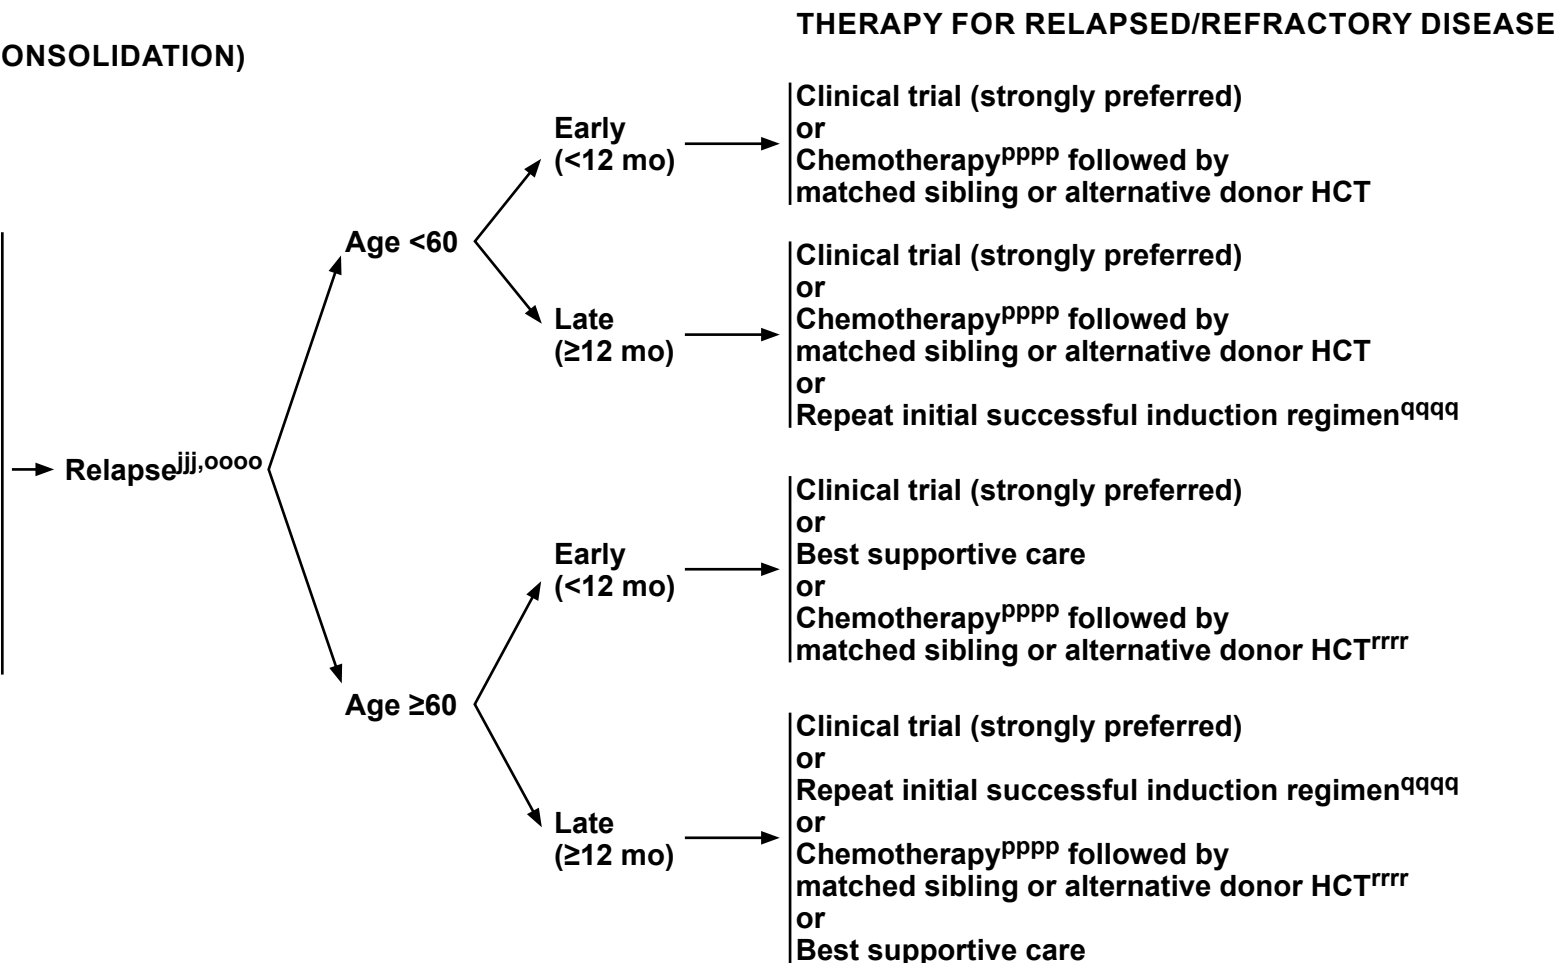 THERAPY FOR RELAPSED/REFRACTORY DISEASE
ONSOLIDATION)
Relapsejjj,oooo
Age <60
Early
(<12 mo)
Clinical trial (strongly preferred)
or
Chemotherapypppp followed by
matched sibling or alternative donor HCT
Late
(≥12 mo)
Clinical trial (strongly preferred)
or
Chemotherapypppp followed by
matched sibling or alternative donor HCT
or
Repeat initial successful induction regimenqqqq
Age ≥60
Early
(<12 mo)
Clinical trial (strongly preferred)
or
Best supportive care
or
Chemotherapypppp followed by
matched sibling or alternative donor HCTrrrr
Late
(≥12 mo)
Clinical trial (strongly preferred)
or
Repeat initial successful induction regimenqqqq
or
Chemotherapypppp followed by
matched sibling or alternative donor HCTrrrr
or
Best supportive care